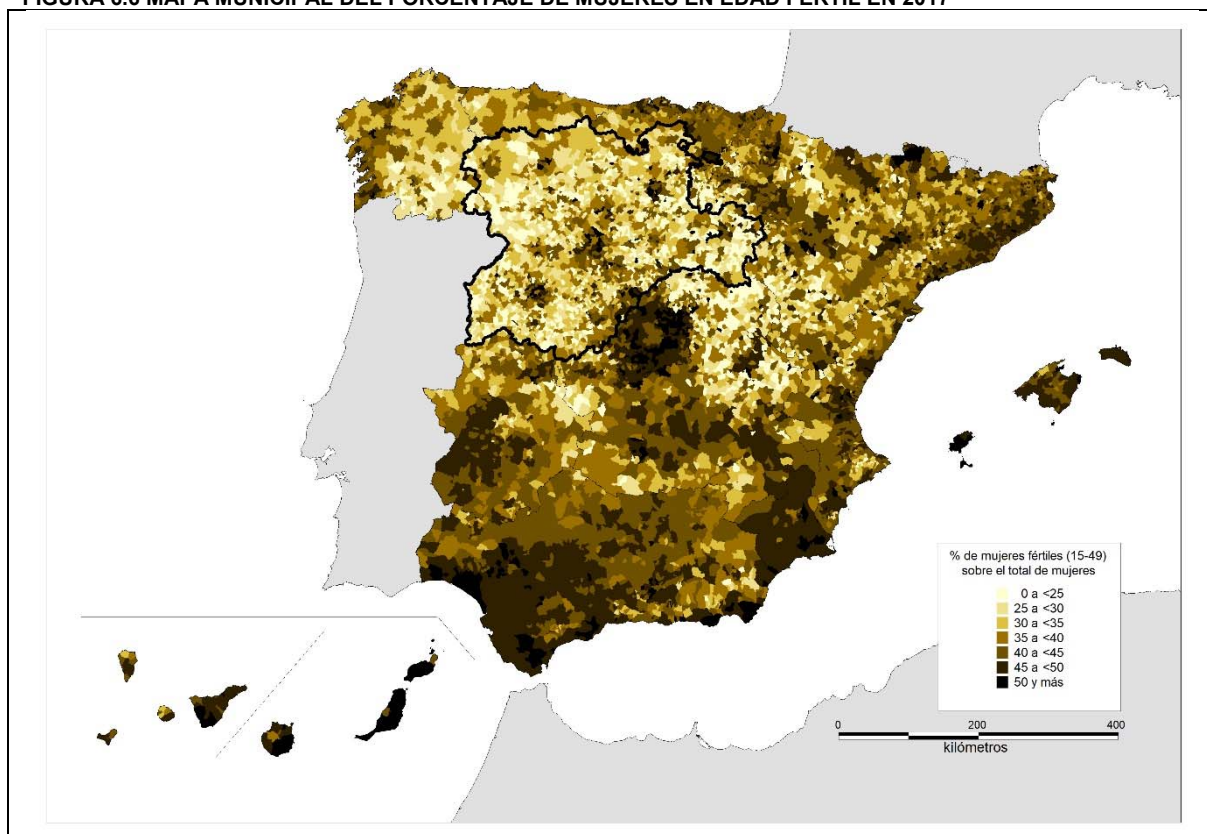 FIGURA 6.6 MAPA MUNICIPAL DEL PORCENTAJE DE MUJERES EN EDAD FÉRTIL EN 2017
% de mujeres fértiles (15-49)
sobre el total de mujeres
0 a <25
25 a <30
30 a <35
35 a <40
40 a <45
45 a <50
50 y más
0 200 400
kilómetros